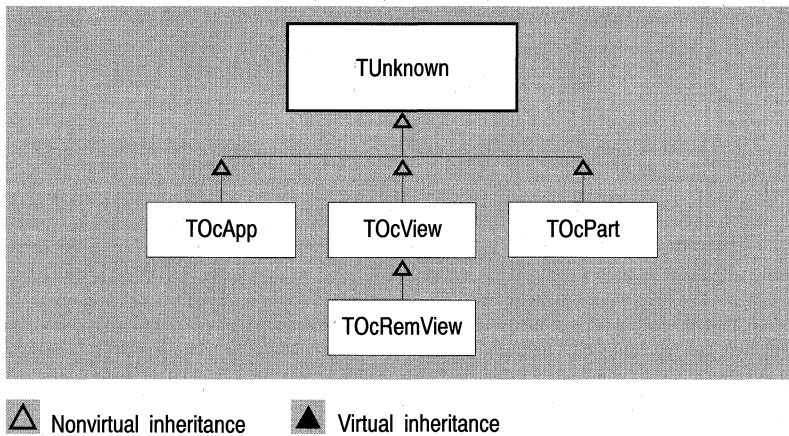 TUnknown
TOcApp TOcView TOcPart
TOcRemView
Nonvirtual inheritance Virtual inheritance